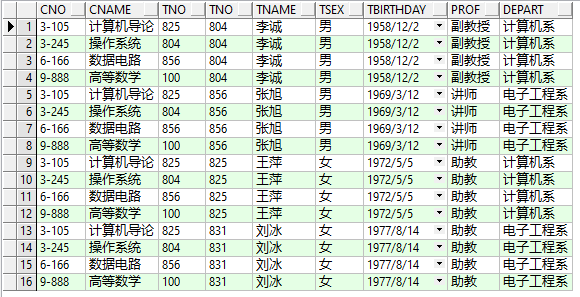 CNO CNAME TNO TNO TNAME TSEX TBIRTHDAY PROF DEPART
1 3-105 计算机导论 825 804 李诚 男 1958/12/2 副教授 计算机系
2 3-245 操作系统 804 804 李诚 男 1958/12/2 副教授 计算机系
3 6-166 数据电路 856 804 李诚 男 1958/12/2 副教授 计算机系
4 9-888 高等数学 100 804 李诚 男 1958/12/2 副教授 计算机系
5 3-105 计算机导论 825 856 张旭 男 1969/3/12 讲师 电子工程系
6 3-245 操作系统 804 856 张旭 男 1969/3/12 讲师 电子工程系
7 6-166 数据电路 856 856 张旭 男 1969/3/12 讲师 电子工程系
8 9-888 高等数学 100 856 张旭 男 1969/3/12 讲师 电子工程系
9 3-105 计算机导论 825 825 王萍 女 1972/5/5 助教 计算机系
10 3-245 操作系统 804 825 王萍 女 1972/5/5 助教 计算机系
11 6-166 数据电路 856 825 王萍 女 1972/5/5 助教 计算机系
12 9-888 高等数学 100 825 王萍 女 1972/5/5 助教 计算机系
13 3-105 计算机导论 825 831 刘冰 女 1977/8/14 助教 电子工程系
14 3-245 操作系统 804 831 刘冰 女 1977/8/14 助教 电子工程系
15 6-166 数据电路 856 831 刘冰 女 1977/8/14 助教 电子工程系
16 9-888 高等数学 100 831 刘冰 女 1977/8/14 助教 电子工程系